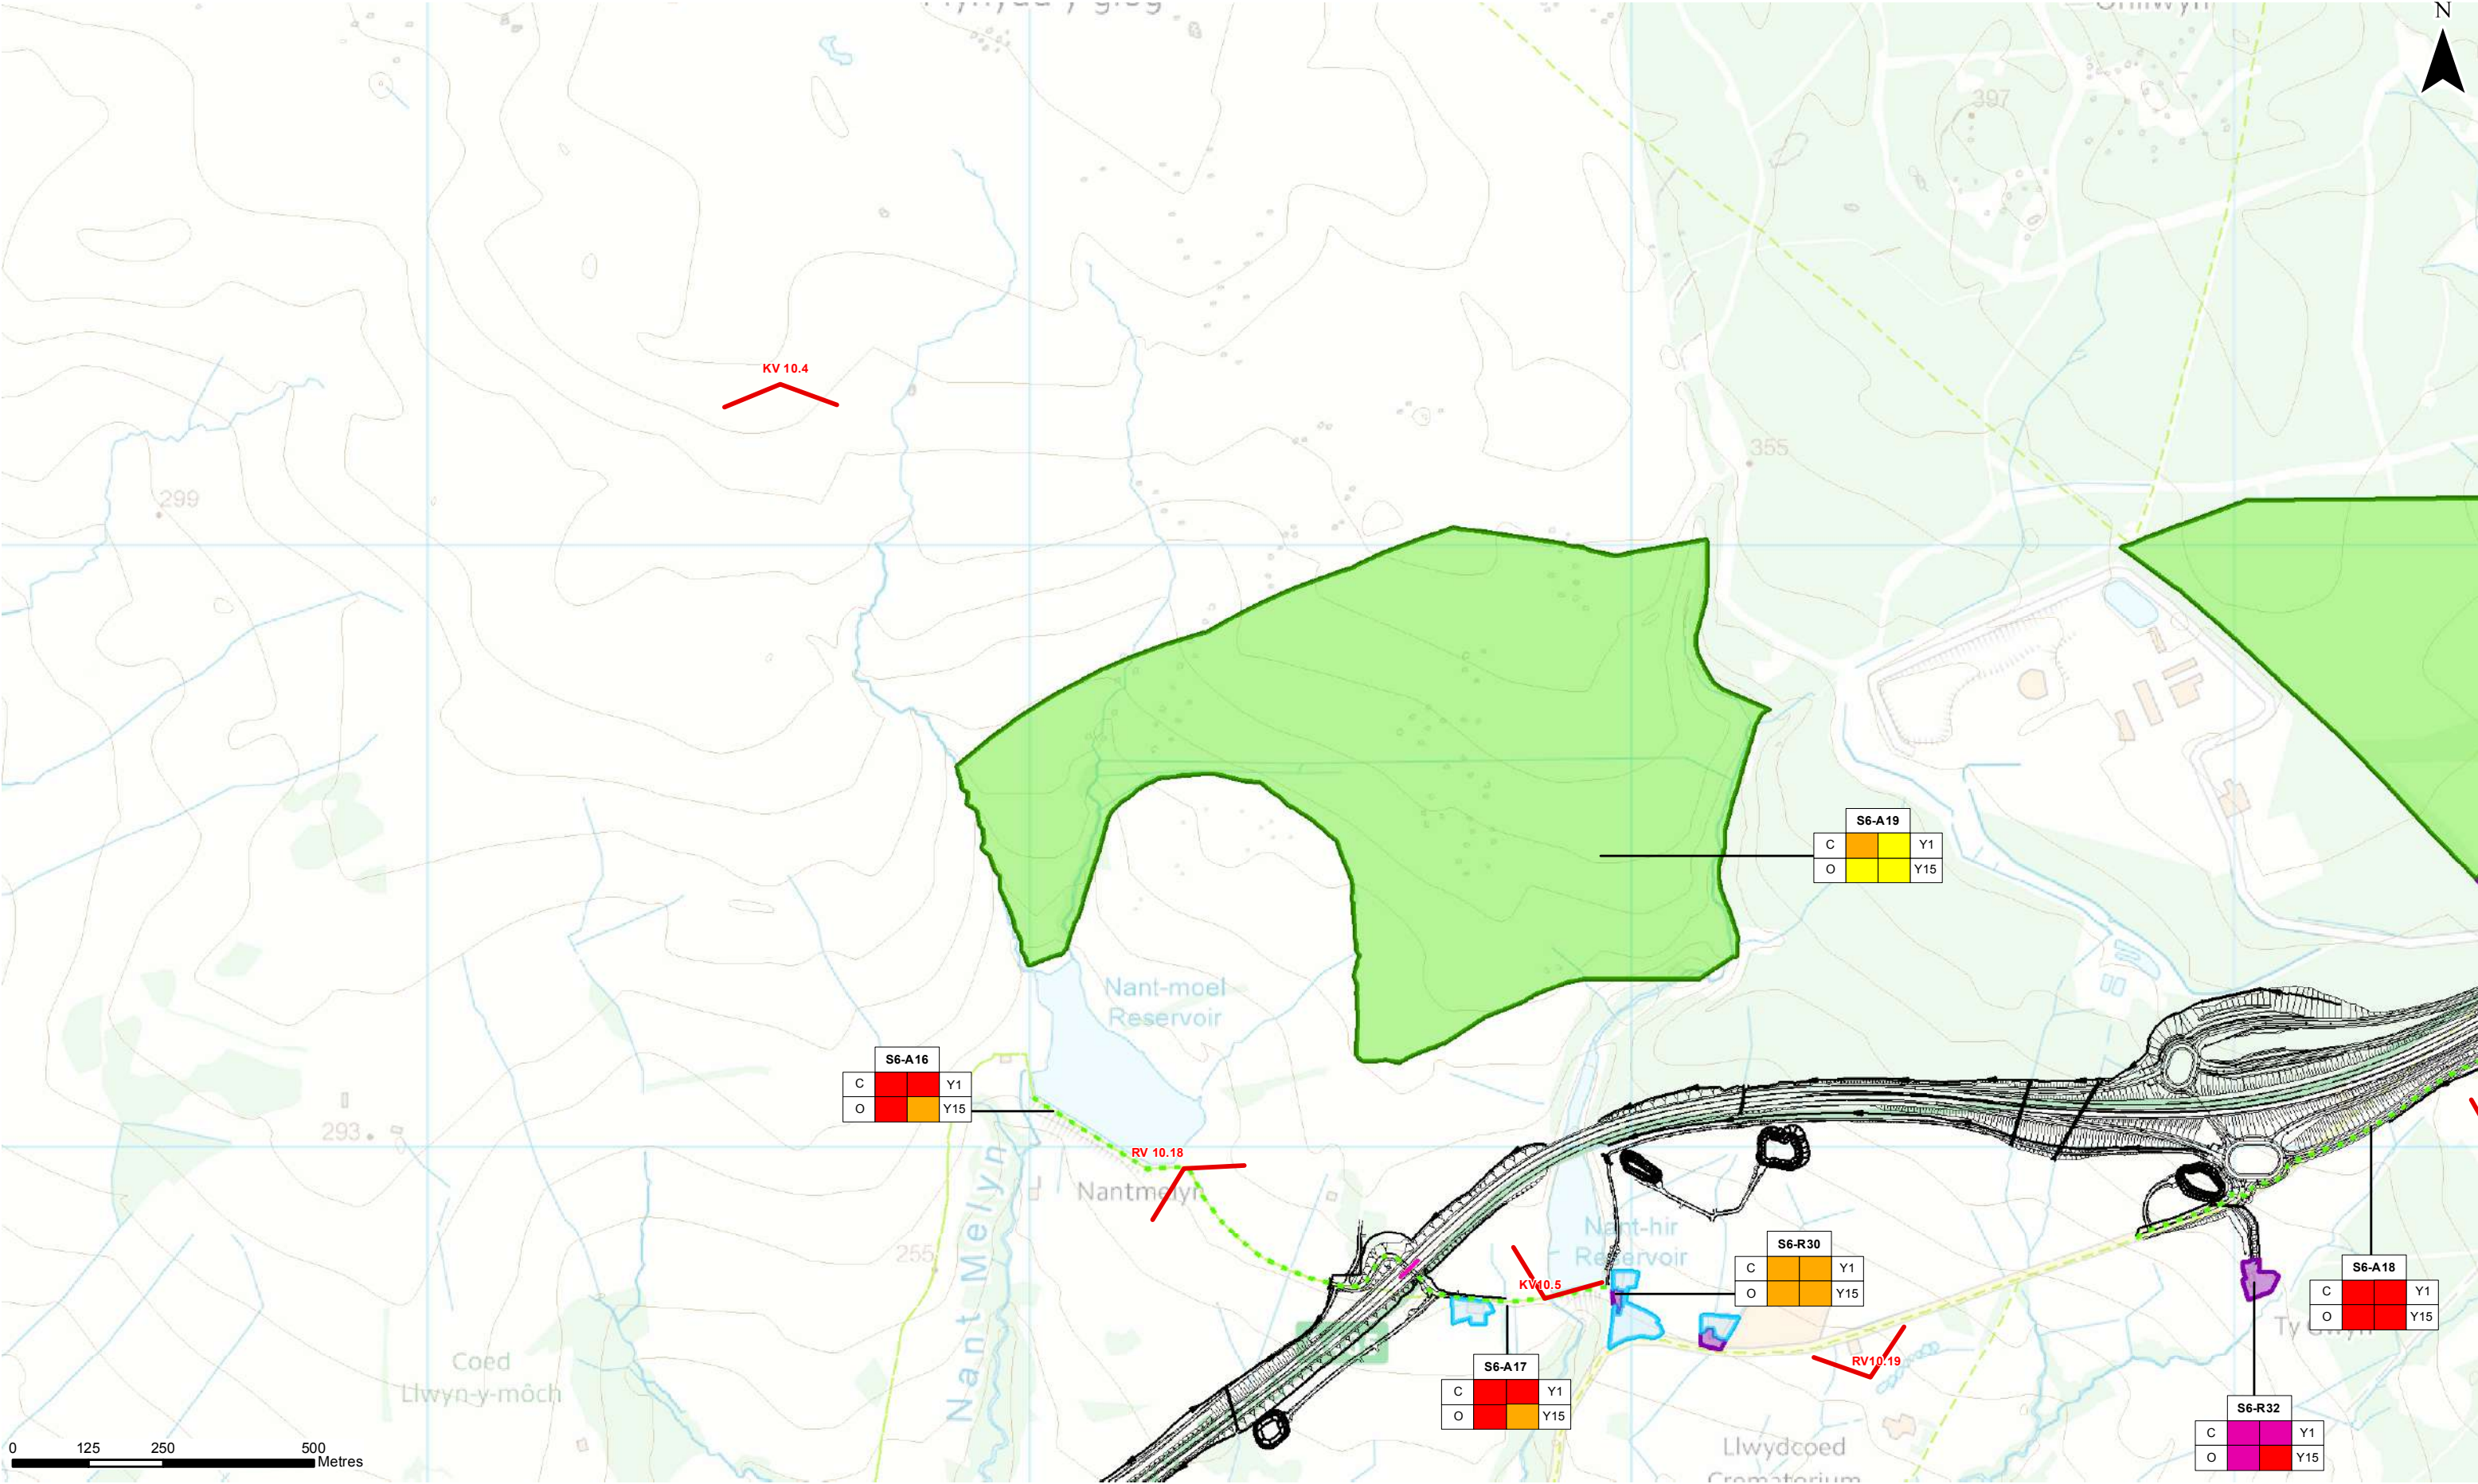 N
397
KV 10.4
355
299
S6-A19
C Y1
O Y15
Nant-moel
Reservoir
S6-A16
C Y1
O Y15
293
RV 10.18
Nantmelyn
Nant Melyn
255
Nant-hir
Reservoir
KV10.5
S6-R30
C Y1
O Y15
S6-A18
C Y1
O Y15
Ty Gwyn
RV10.19
S6-A17
C Y1
O Y15
Coed
Llwyn-y-môch
S6-R32
C Y1
O Y15
Llwydcoed
Crematorium
0 125 250 500
Metres